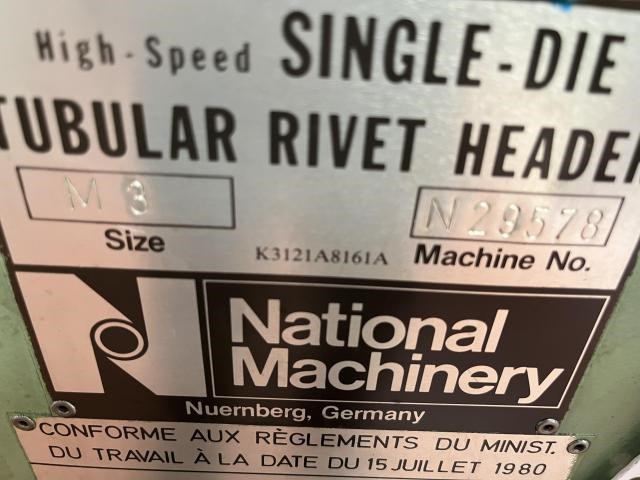 High-Speed SINGLE-DIE
TUBULAR RIVET HEADER
M 3
N 29578
Size
K3121A8161A
Machine No.
National
Machinery
Nuernberg, Germany
CONFORME AUX RÈGLEMENTS DU MINIST.
DU TRAVAIL À LA DATE DU 15 JUILLET 1980